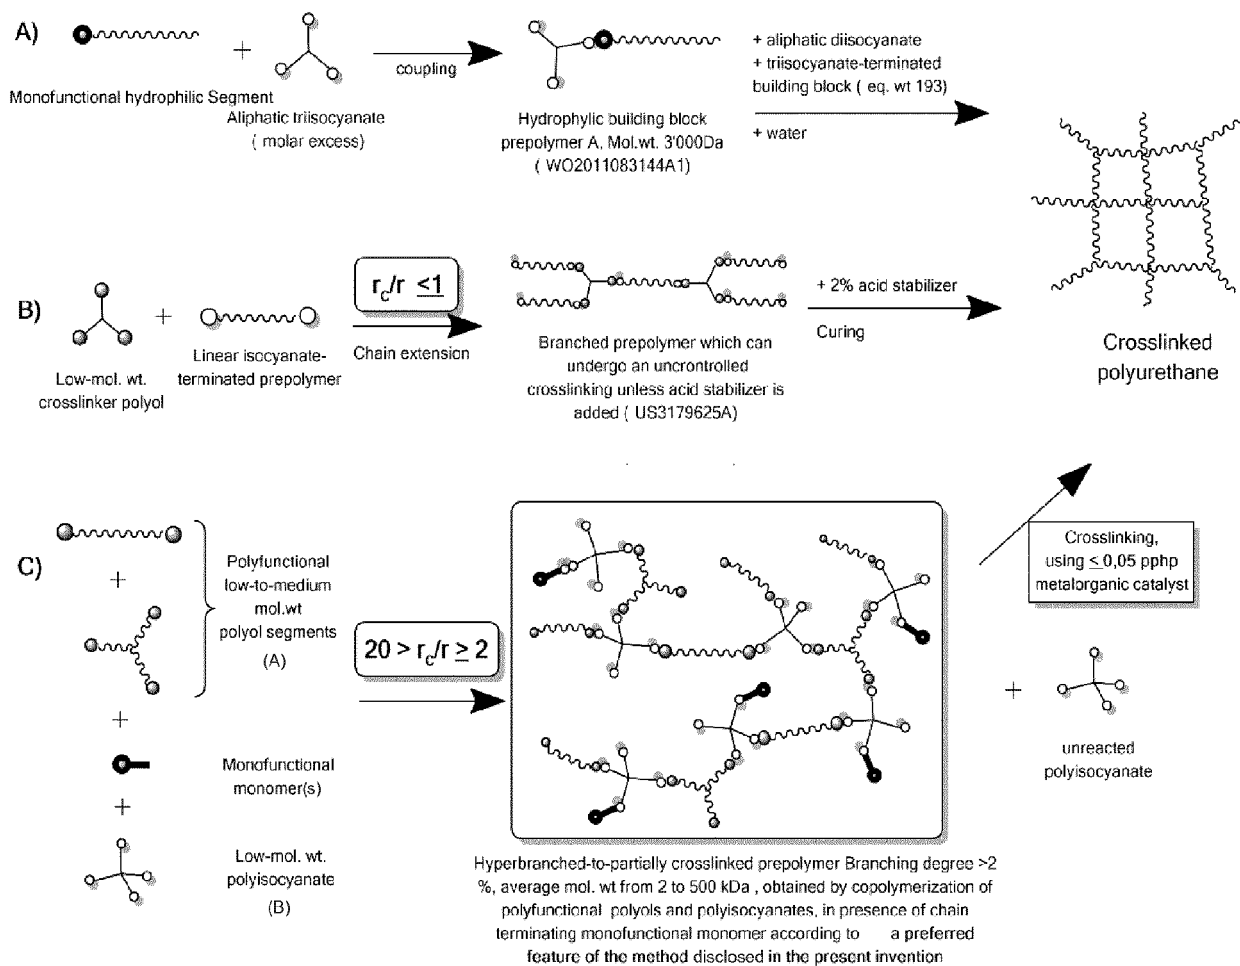 A)
+
Monofunctional hydrophilic Segment
Aliphatic triisocyanate
( molar excess)
coupling
Hydrophylic building block
prepolymer A, Mol.wt. 3'000Da
( WO2011083144A1)
+ aliphatic diisocyanate
+ triisocyanate-terminated
building block ( eq. wt 193)
+ water
B)
+
Low-mol. wt.
crosslinker polyol
Linear isocyanate-
terminated prepolymer
rc/r ≤1
Chain extension
Branched prepolymer which can
undergo an uncontrolled
crosslinking unless acid stabilizer is
added ( US3179625A)
+ 2% acid stabilizer
Curing
Crosslinked
polyurethane
C)
+
+
+
Polyfunctional
low-to-medium
mol.wt
polyol segments
(A)
Monofunctional
monomer(s)
Low-mol. wt.
polyisocyanate
(B)
20 > rc/r ≥ 2
Crosslinking,
using ≤ 0,05 pphp
metalorganic catalyst
+
unreacted
polyisocyanate
Hyperbranched-to-partially crosslinked prepolymer Branching degree >2
%, average mol. wt from 2 to 500 kDa , obtained by copolymerization of
polyfunctional polyols and polyisocyanates, in presence of chain
terminating monofunctional monomer according to a preferred
feature of the method disclosed in the present invention